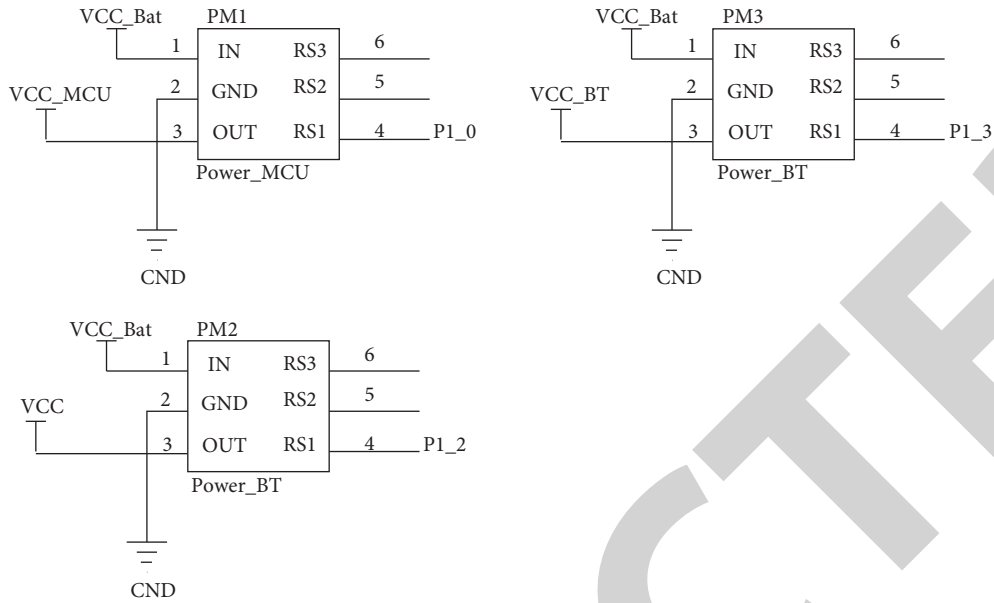 VCC_Bat PM1
1 IN RS3 6
2 GND RS2 5
VCC_MCU
3 OUT RS1 4 P1_0
Power_MCU
CND
VCC_Bat PM3
1 IN RS3 6
2 GND RS2 5
VCC_BT
3 OUT RS1 4 P1_3
Power_BT
CND
VCC_Bat PM2
1 IN RS3 6
2 GND RS2 5
VCC
3 OUT RS1 4 P1_2
Power_BT
CND